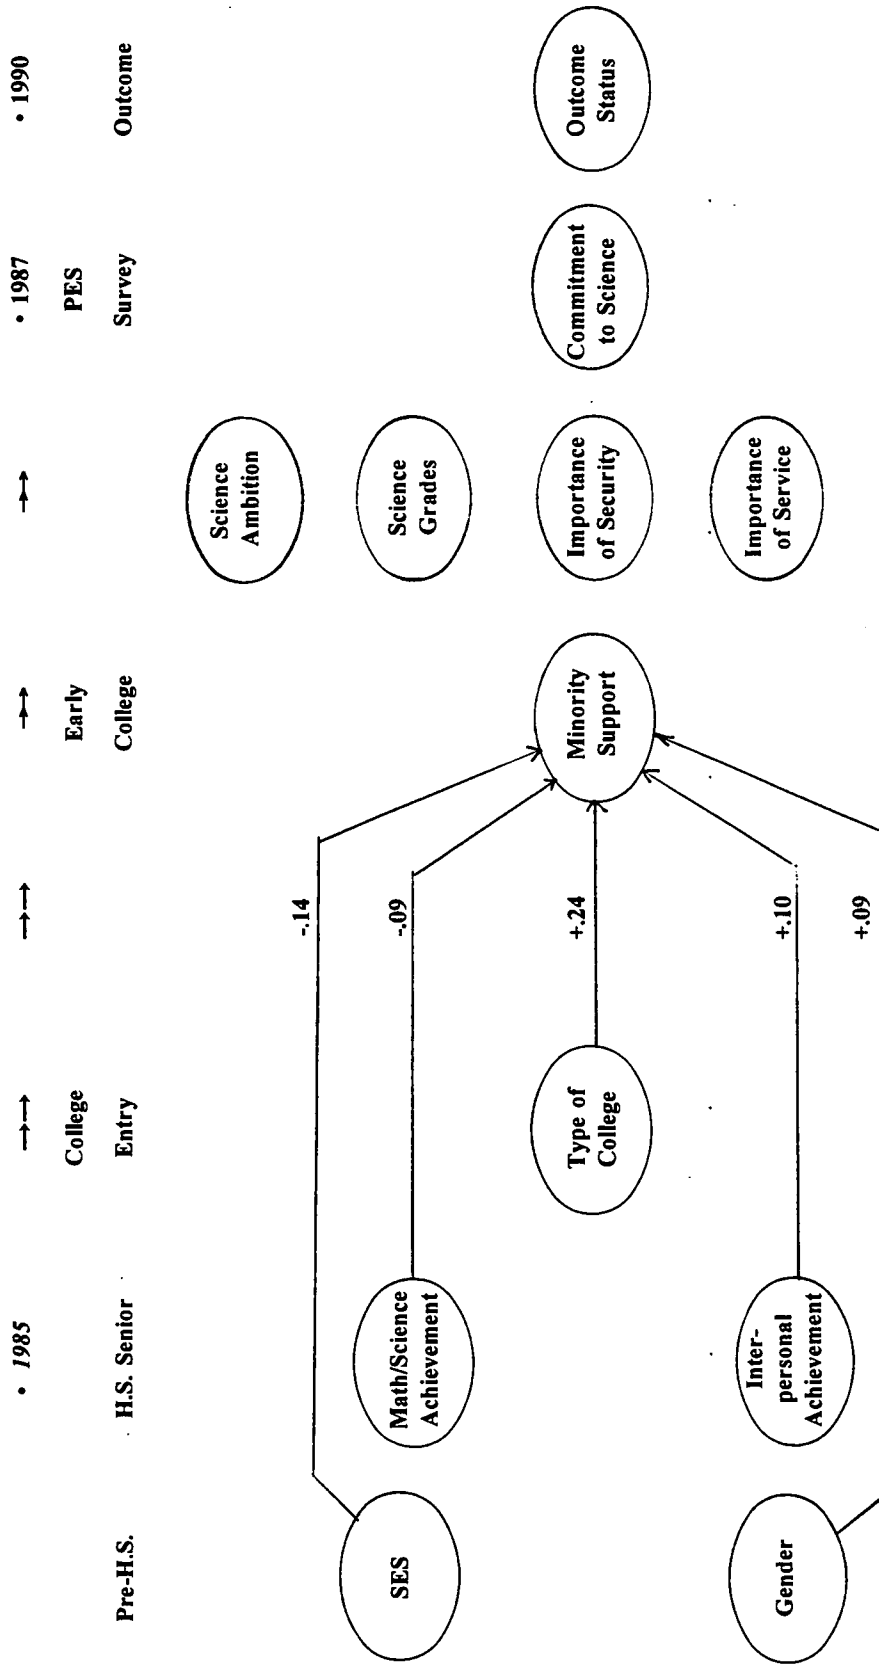 • 1985 →→ →→ → → • 1987 • 1990
College Early PES
Pre-H.S. H.S. Senior Entry College Survey Outcome
-.14
Science
Ambition
SES
Math/Science
Achievement
-.09
Science
Grades
Type of
College
+.24
Minority
Support
Importance
of Security
Commitment
to Science
Outcome
Status
Gender
Inter-
personal
Achievement
+.10
Importance
of Service
+.09